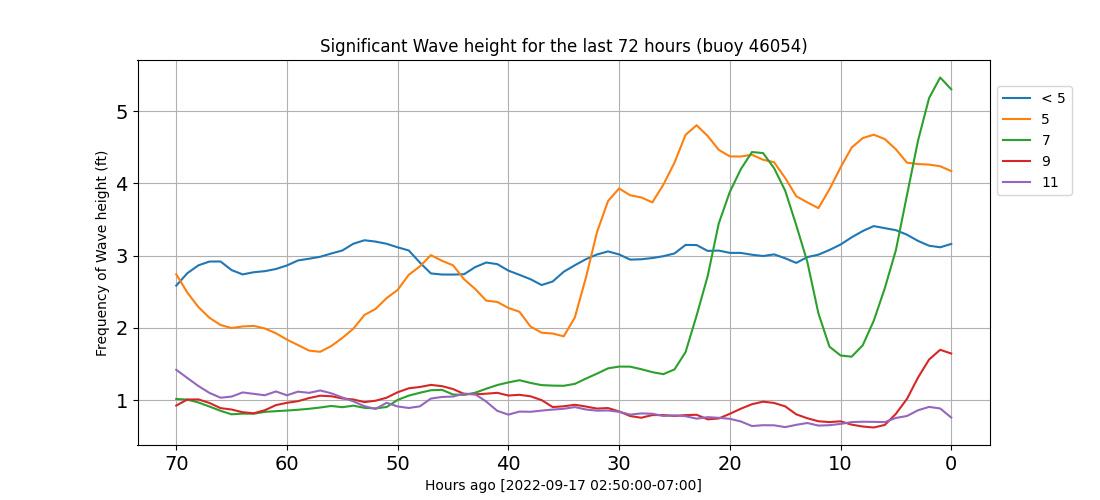 Significant Wave height for the last 72 hours (buoy 46054)
Frequency of Wave height (ft)
5
4
3
2
1
70 60 50 40 30 20 10 0
Hours ago [2022-09-17 02:50:00-07:00]
< 5
5
7
9
11